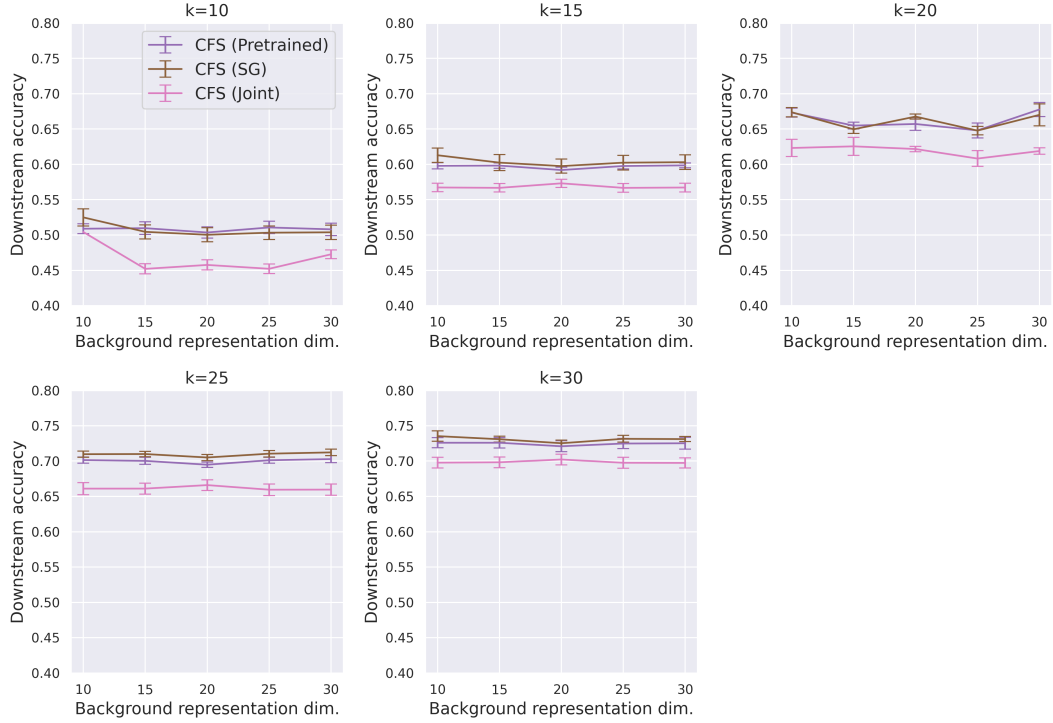 k=10
0.80
0.75
0.70
0.65
0.60
0.55
0.50
0.45
0.40
Downstream accuracy
CFS (Pretrained)
CFS (SG)
CFS (Joint)
10 15 20 25 30
Background representation dim.
k=15
0.80
0.75
0.70
0.65
0.60
0.55
0.50
0.45
0.40
Downstream accuracy
10 15 20 25 30
Background representation dim.
k=20
0.80
0.75
0.70
0.65
0.60
0.55
0.50
0.45
0.40
Downstream accuracy
10 15 20 25 30
Background representation dim.
k=25
0.80
0.75
0.70
0.65
0.60
0.55
0.50
0.45
0.40
Downstream accuracy
10 15 20 25 30
Background representation dim.
k=30
0.80
0.75
0.70
0.65
0.60
0.55
0.50
0.45
0.40
Downstream accuracy
10 15 20 25 30
Background representation dim.